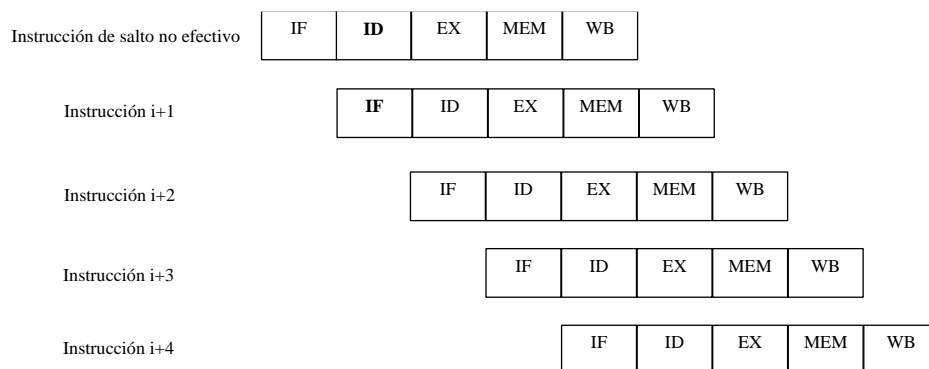 Instrucción de salto no efectivo IF ID EX MEM WB
Instrucción i+1 IF ID EX MEM WB
Instrucción i+2 IF ID EX MEM WB
Instrucción i+3 IF ID EX MEM WB
Instrucción i+4 IF ID EX MEM WB